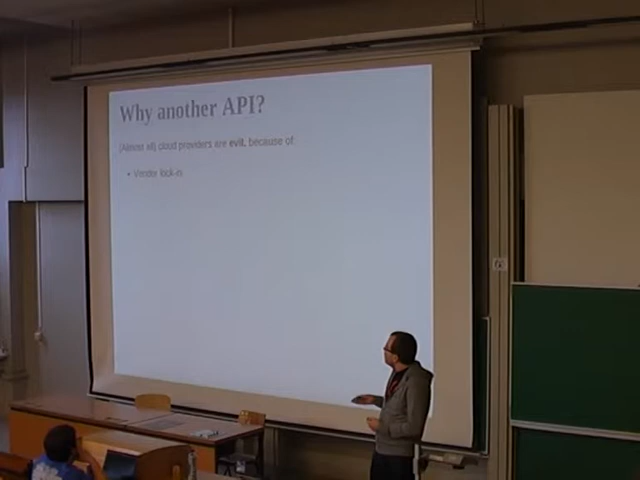 Why another API?
(Almost all) cloud providers are evil, because of:
• Vendor lock-in